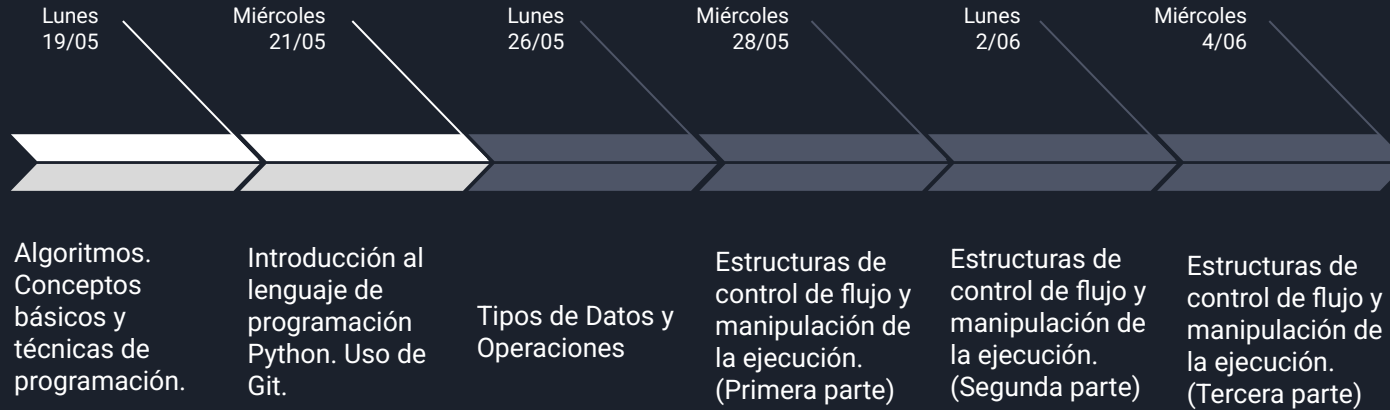 Lunes
19/05
Miércoles
21/05
Lunes
26/05
Miércoles
28/05
Lunes
2/06
Miércoles
4/06
Algoritmos.
Conceptos
básicos y
técnicas de
programación.
Introducción al
lenguaje de
programación
Python. Uso de
Git.
Tipos de Datos y
Operaciones
Estructuras de
control de flujo y
manipulación de
la ejecución.
(Primera parte)
Estructuras de
control de flujo y
manipulación de
la ejecución.
(Segunda parte)
Estructuras de
control de flujo y
manipulación de
la ejecución.
(Tercera parte)